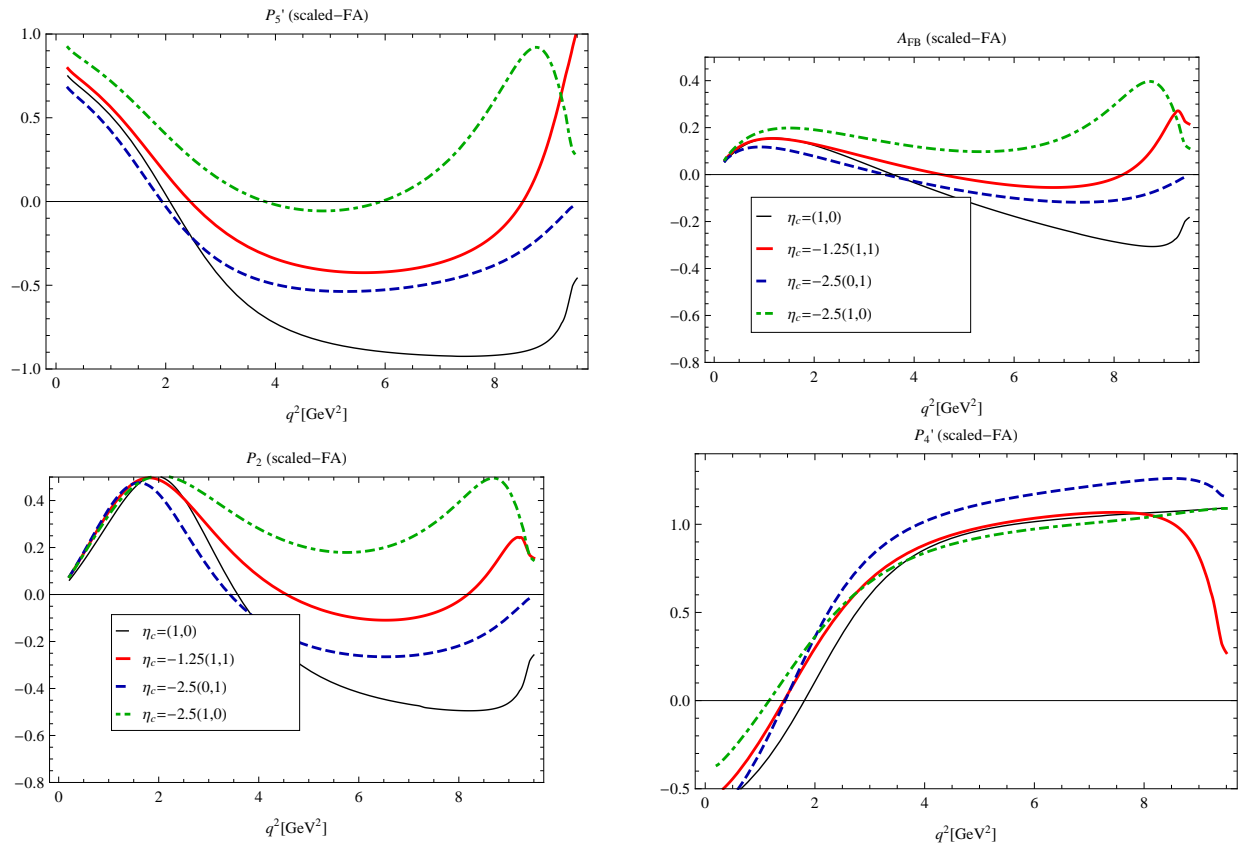 P5' (scaled−FA)
1.0
0.5
0.0
−0.5
−1.0
0 2 4 6 8
q²[GeV²]
AFB (scaled−FA)
0.4
0.2
0.0
−0.2
−0.4
−0.6
−0.8
ηc=(1,0)
ηc=−1.25(1,1)
ηc=−2.5(0,1)
ηc=−2.5(1,0)
0 2 4 6 8
q²[GeV²]
P2 (scaled−FA)
0.4
0.2
0.0
−0.2
−0.4
−0.6
−0.8
ηc=(1,0)
ηc=−1.25(1,1)
ηc=−2.5(0,1)
ηc=−2.5(1,0)
0 2 4 6 8
q²[GeV²]
P4' (scaled−FA)
1.0
0.5
0.0
−0.5
0 2 4 6 8
q²[GeV²]